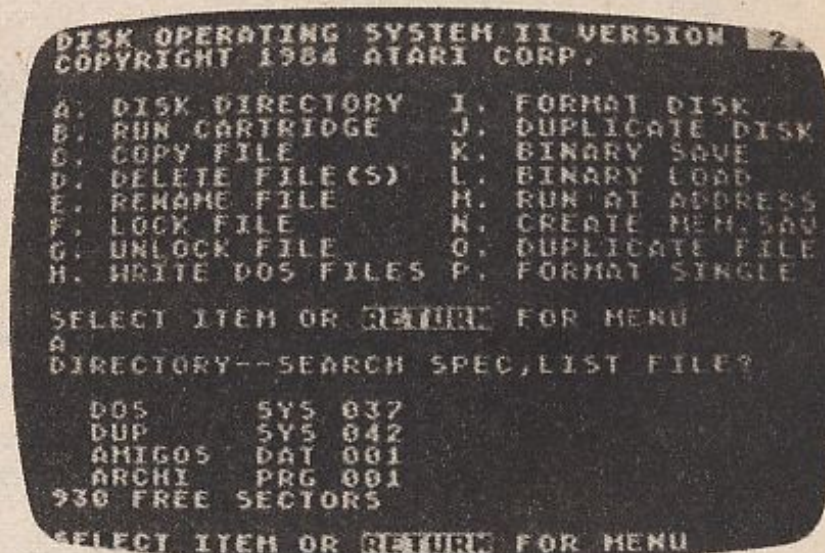 DISK OPERATING SYSTEM II VERSION 2.
COPYRIGHT 1984 ATARI CORP.
A. DISK DIRECTORY I. FORMAT DISK
B. RUN CARTRIDGE J. DUPLICATE DISK
C. COPY FILE K. BINARY SAVE
D. DELETE FILE(S) L. BINARY LOAD
E. RENAME FILE M. RUN AT ADDRESS
F. LOCK FILE N. CREATE MEM.SAV
G. UNLOCK FILE O. DUPLICATE FILE
H. WRITE DOS FILES P. FORMAT SINGLE
SELECT ITEM OR RETURN FOR MENU
A
DIRECTORY--SEARCH SPEC,LIST FILE?
DOS SYS 037
DUP SYS 042
AMIGOS DAT 001
ARCHI PRG 001
930 FREE SECTORS
SELECT ITEM OR RETURN FOR MENU